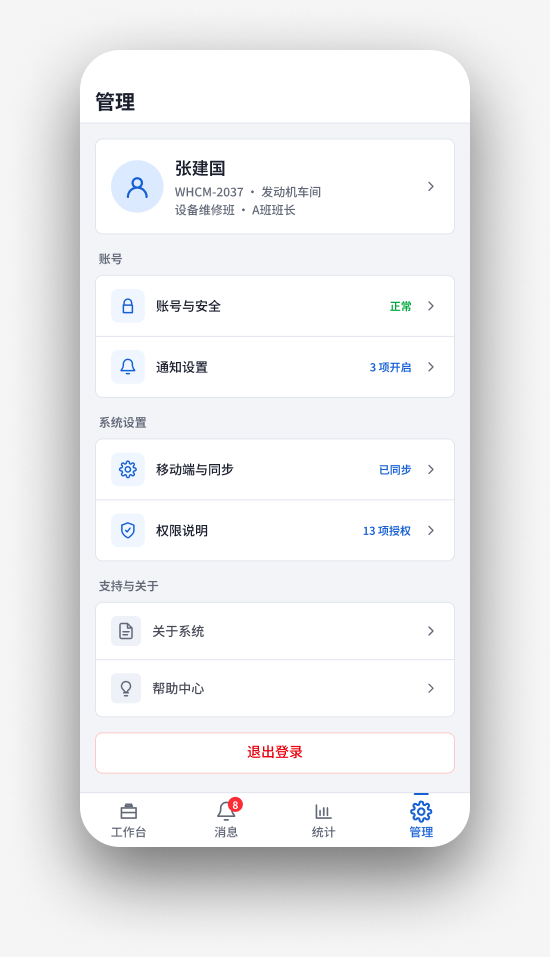 管理
张建国
WHCM-2037 · 发动机车间
设备维修班 · A班班长
账号
账号与安全 正常
通知设置 3 项开启
系统设置
移动端与同步 已同步
权限说明 13 项授权
支持与关于
关于系统
帮助中心
退出登录
8
工作台 消息 统计 管理